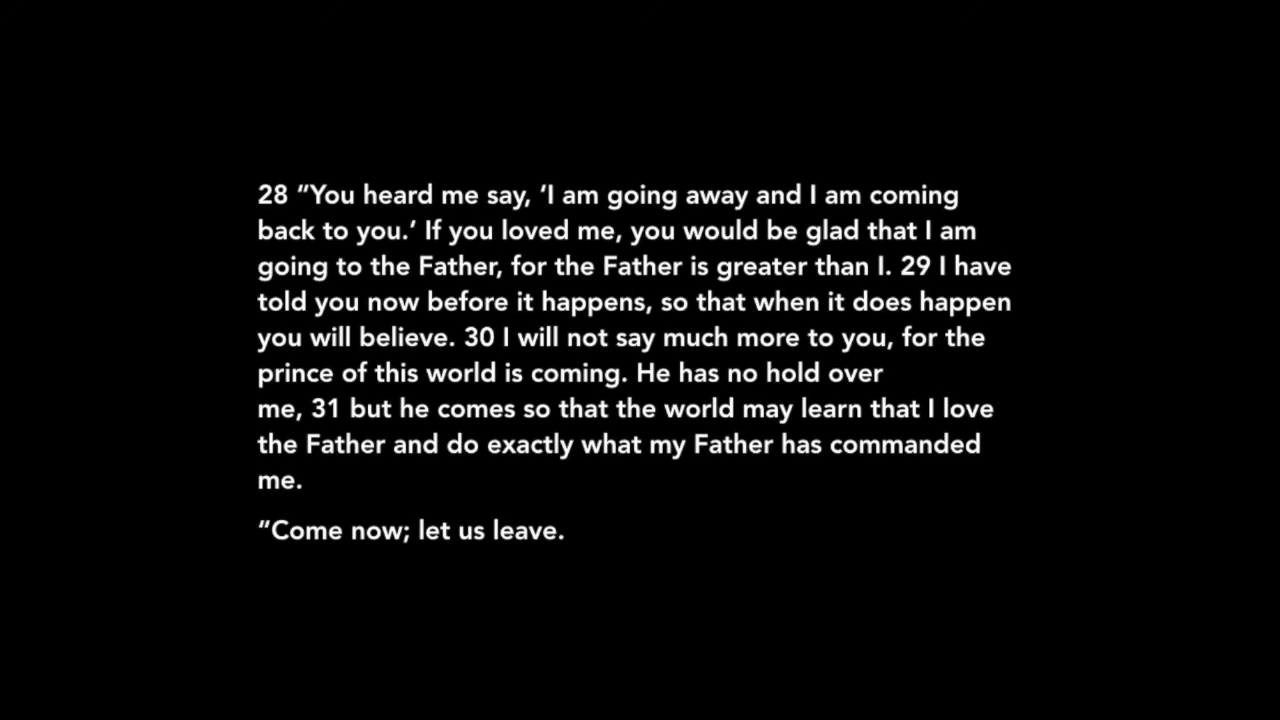 28 “You heard me say, ‘I am going away and I am coming
back to you.’ If you loved me, you would be glad that I am
going to the Father, for the Father is greater than I. 29 I have
told you now before it happens, so that when it does happen
you will believe. 30 I will not say much more to you, for the
prince of this world is coming. He has no hold over
me, 31 but he comes so that the world may learn that I love
the Father and do exactly what my Father has commanded
me.
“Come now; let us leave.